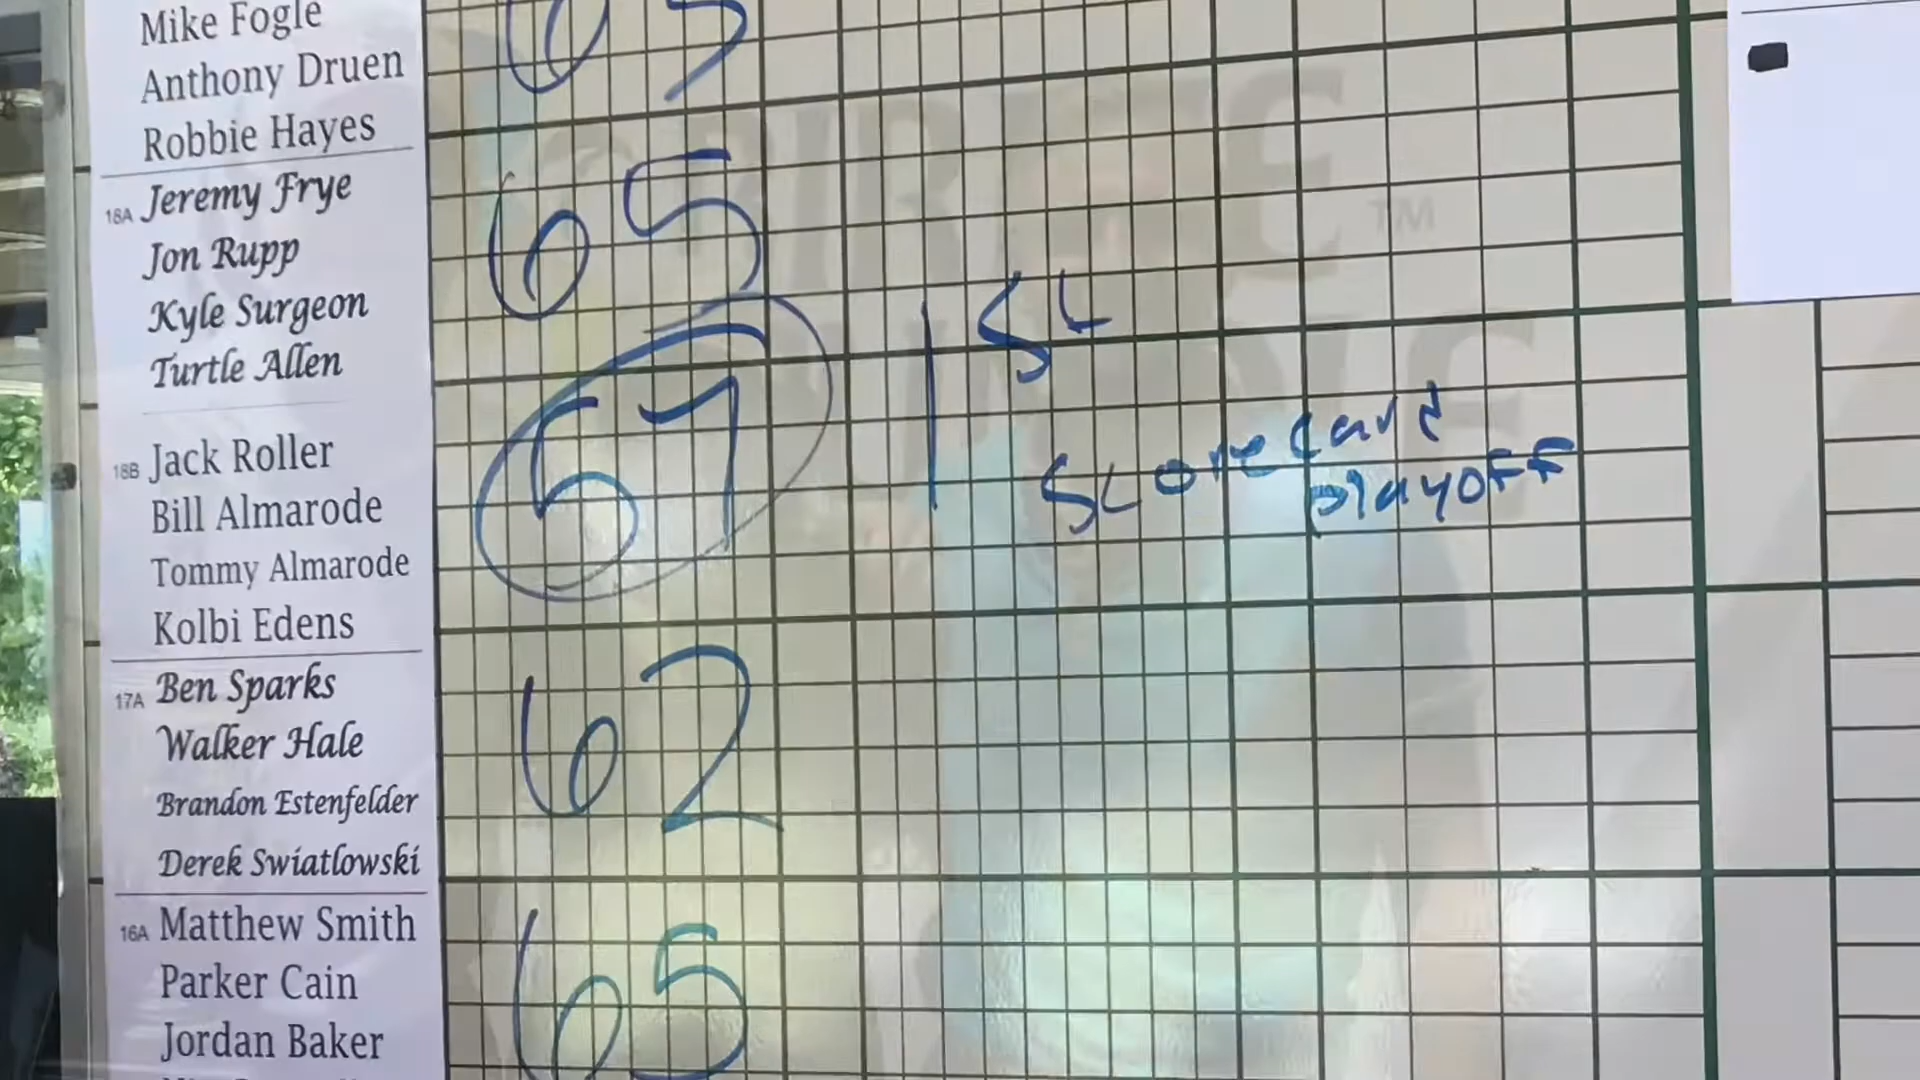 Mike Fogle
Anthony Druen
Robbie Hayes
18A Jeremy Frye
Jon Rupp
Kyle Surgeon
Turtle Allen
65
18B Jack Roller
Bill Almarode
Tommy Almarode
Kolbi Edens
57
1st
scorecard
playoff
17A Ben Sparks
Walker Hale
Brandon Estenfelder
Derek Swiatlowski
62
16A Matthew Smith
Parker Cain
Jordan Baker
65
TM